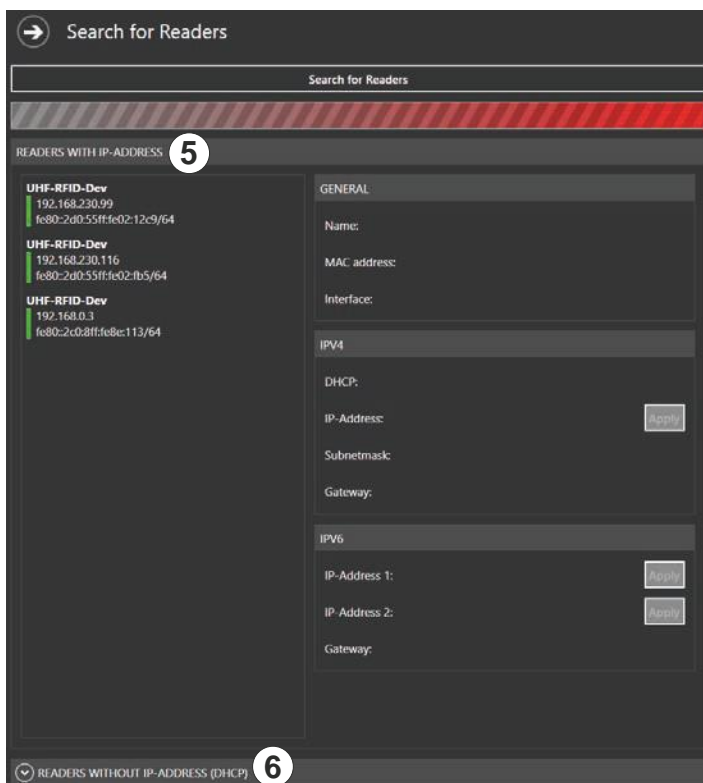 Search for Readers
Search for Readers
READERS WITH IP-ADDRESS
5
UHF-RFID-Dev
192.168.230.99
fe80::2d0:55ff:fe02:12c9/64
UHF-RFID-Dev
192.168.230.116
fe80::2d0:55ff:fe02:fb5/64
UHF-RFID-Dev
192.168.0.3
fe80::2c0:8ff:fe8e:113/64
GENERAL
Name:
MAC address:
Interface:
IPV4
DHCP:
IP-Address:
Apply
Subnetmask:
Gateway:
IPV6
IP-Address 1:
Apply
IP-Address 2:
Apply
Gateway:
READERS WITHOUT IP-ADDRESS (DHCP)
6